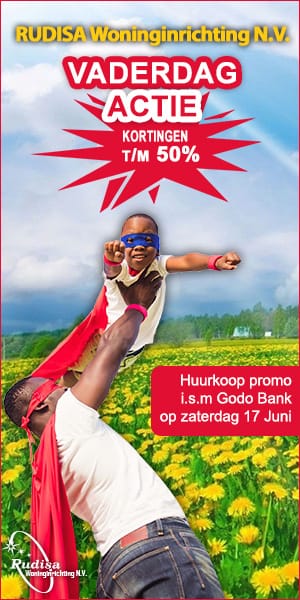 RUDISA Woninginrichting N.V.
VADERDAG
ACTIE
KORTINGEN
T/M 50%
Huurkoop promo
i.s.m Godo Bank
op zaterdag 17 Juni
Rudisa
Woninginrichting N.V.